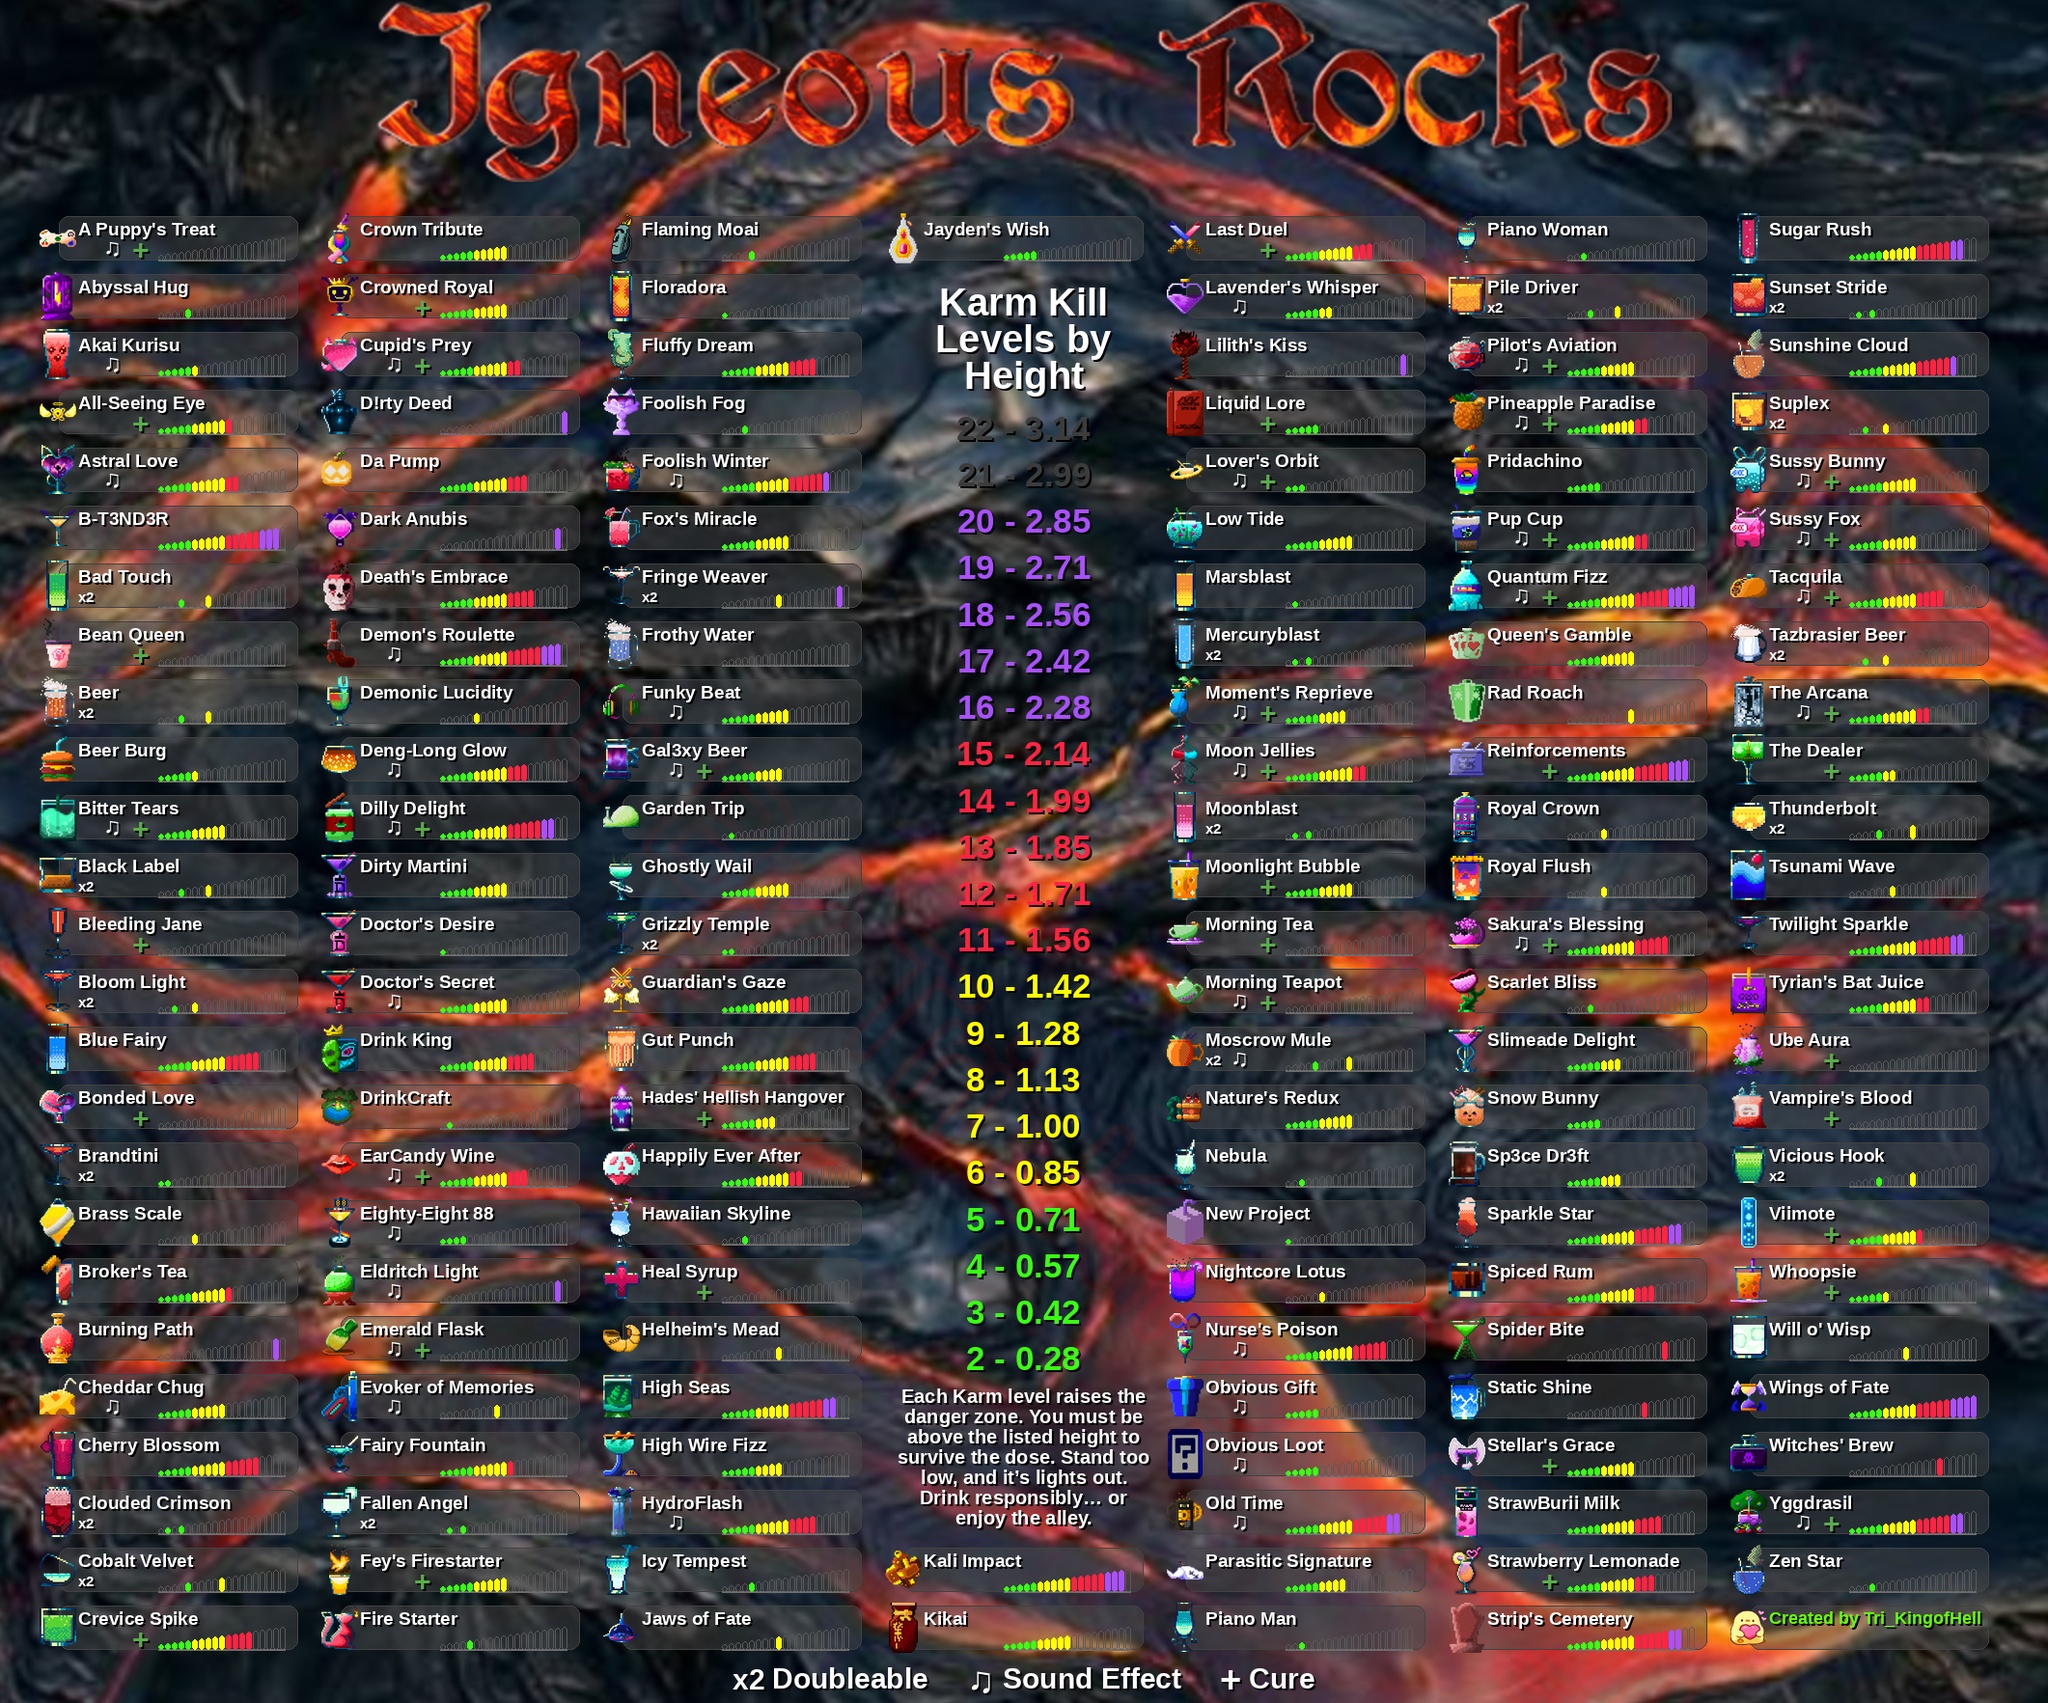 Igneous Rocks
A Puppy's Treat
♫ +
Abyssal Hug
Akai Kurisu
♫
All-Seeing Eye
+
Astral Love
♫
B-T3ND3R
Bad Touch
x2
Bean Queen
+
Beer
x2
Beer Burg
Bitter Tears
♫ +
Black Label
x2
Bleeding Jane
+
Bloom Light
x2
Blue Fairy
Bonded Love
+
Brandtini
x2
Brass Scale
Broker's Tea
Burning Path
Cheddar Chug
♫
Cherry Blossom
Clouded Crimson
x2
Cobalt Velvet
x2
Crevice Spike
+
Crown Tribute
♫
Crowned Royal
+
Cupid's Prey
♫ +
D!rty Deed
Da Pump
Dark Anubis
Death's Embrace
Demon's Roulette
♫
Demonic Lucidity
Deng-Long Glow
♫
Dilly Delight
♫ +
Dirty Martini
Doctor's Desire
Doctor's Secret
♫
Drink King
DrinkCraft
EarCandy Wine
♫ +
Eighty-Eight 88
♫
Eldritch Light
♫
Emerald Flask
♫ +
Evoker of Memories
♫
Fairy Fountain
Fallen Angel
x2
Fey's Firestarter
+
Fire Starter
Flaming Moai
Floradora
Fluffy Dream
Foolish Fog
Foolish Winter
♫
Fox's Miracle
Fringe Weaver
x2
Frothy Water
Funky Beat
♫
Gal3xy Beer
♫ +
Garden Trip
Ghostly Wail
Grizzly Temple
x2
Guardian's Gaze
Gut Punch
Hades' Hellish Hangover
+
Happily Ever After
Hawaiian Skyline
Heal Syrup
+
Helheim's Mead
High Seas
High Wire Fizz
HydroFlash
♫
Icy Tempest
Jaws of Fate
Jayden's Wish
Karm Kill
Levels by
Height
22 - 3.14
21 - 2.99
20 - 2.85
19 - 2.71
18 - 2.56
17 - 2.42
16 - 2.28
15 - 2.14
14 - 1.99
13 - 1.85
12 - 1.71
11 - 1.56
10 - 1.42
9 - 1.28
8 - 1.13
7 - 1.00
6 - 0.85
5 - 0.71
4 - 0.57
3 - 0.42
2 - 0.28
Each Karm level raises the
danger zone. You must be
above the listed height to
survive the dose. Stand too
low, and it's lights out.
Drink responsibly... or
enjoy the alley.
Kali Impact
Kikai
Last Duel
+
Lavender's Whisper
♫
Lilith's Kiss
Liquid Lore
+
Lover's Orbit
♫ +
Low Tide
Marsblast
Mercuryblast
x2
Moment's Reprieve
♫ +
Moon Jellies
♫ +
Moonblast
x2
Moonlight Bubble
+
Morning Tea
+
Morning Teapot
♫ +
Moscrow Mule
x2 ♫
Nature's Redux
Nebula
New Project
Nightcore Lotus
Nurse's Poison
♫
Obvious Gift
♫
Obvious Loot
♫
Old Time
♫
Parasitic Signature
Piano Man
Piano Woman
Pile Driver
x2
Pilot's Aviation
♫ +
Pineapple Paradise
♫ +
Pridachino
Pup Cup
♫ +
Quantum Fizz
♫ +
Queen's Gamble
Rad Roach
Reinforcements
+
Royal Crown
Royal Flush
Sakura's Blessing
♫ +
Scarlet Bliss
Slimeade Delight
Snow Bunny
Sp3ce Dr3ft
Sparkle Star
Spiced Rum
Spider Bite
Static Shine
Stellar's Grace
+
StrawBurii Milk
Strawberry Lemonade
+
Strip's Cemetery
Sugar Rush
Sunset Stride
x2
Sunshine Cloud
Suplex
x2
Sussy Bunny
♫ +
Sussy Fox
♫ +
Tacquila
♫ +
Tazbrasier Beer
x2
The Arcana
♫ +
The Dealer
+
Thunderbolt
x2
Tsunami Wave
Twilight Sparkle
Tyrian's Bat Juice
Ube Aura
+
Vampire's Blood
+
Vicious Hook
x2
Viimote
+
Whoopsie
+
Will o' Wisp
Wings of Fate
Witches' Brew
Yggdrasil
♫ +
Zen Star
Created by Tri_KingofHell
x2 Doubleable ♫ Sound Effect + Cure